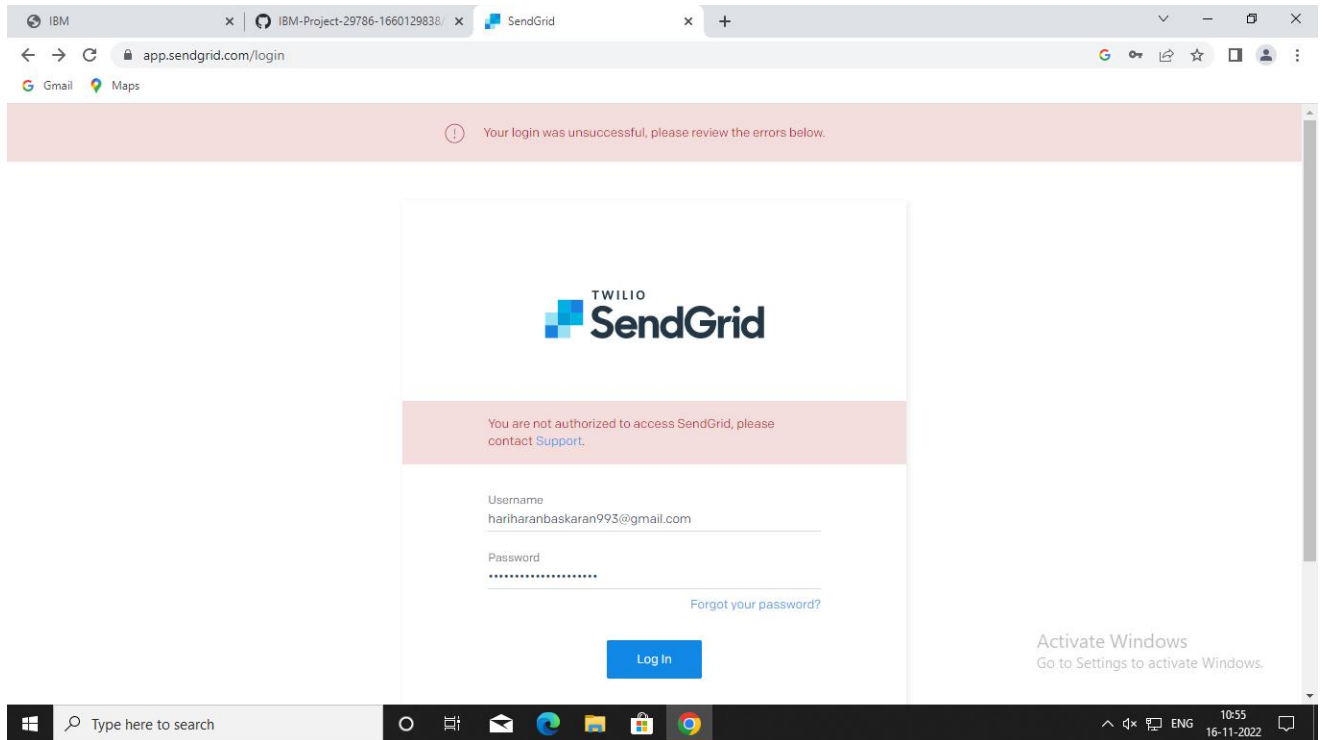 IBM
IBM-Project-29786-1660129838/
SendGrid
app.sendgrid.com/login
G
G Gmail
Maps
Your login was unsuccessful, please review the errors below.
TWILIO
SendGrid
You are not authorized to access SendGrid, please
contact Support.
Username
hariharanbaskaran993@gmail.com
Password
•••••••••••••••••••••
Forgot your password?
Log In
Activate Windows
Go to Settings to activate Windows.
Type here to search
ENG
10:55
16-11-2022